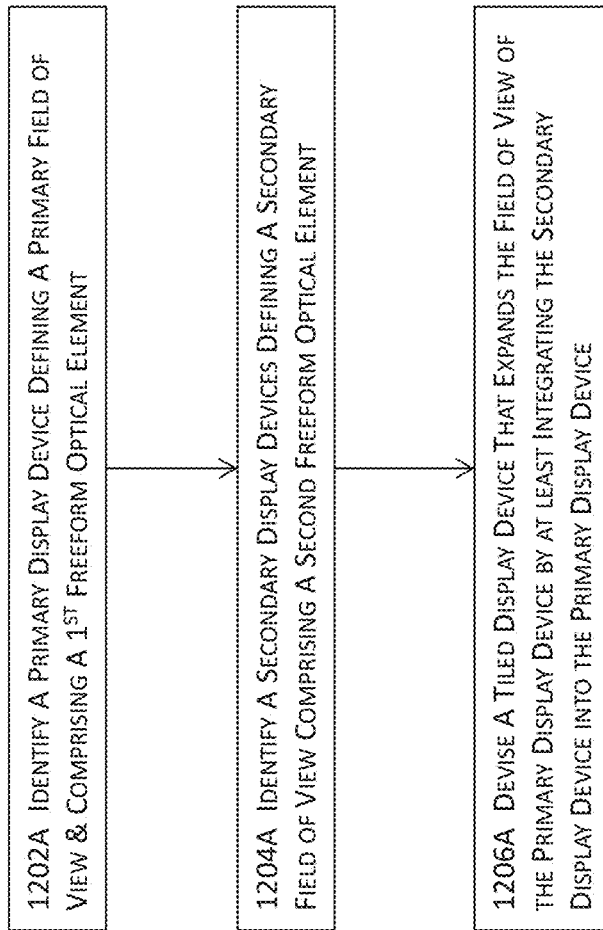 1202A IDENTIFY A PRIMARY DISPLAY DEVICE DEFINING A PRIMARY FIELD OF
VIEW & COMPRISING A 1ST FREEFORM OPTICAL ELEMENT
1204A IDENTIFY A SECONDARY DISPLAY DEVICES DEFINING A SECONDARY
FIELD OF VIEW COMPRISING A SECOND FREEFORM OPTICAL ELEMENT
1206A DEVISE A TILED DISPLAY DEVICE THAT EXPANDS THE FIELD OF VIEW OF
THE PRIMARY DISPLAY DEVICE BY AT LEAST INTEGRATING THE SECONDARY
DISPLAY DEVICE INTO THE PRIMARY DISPLAY DEVICE